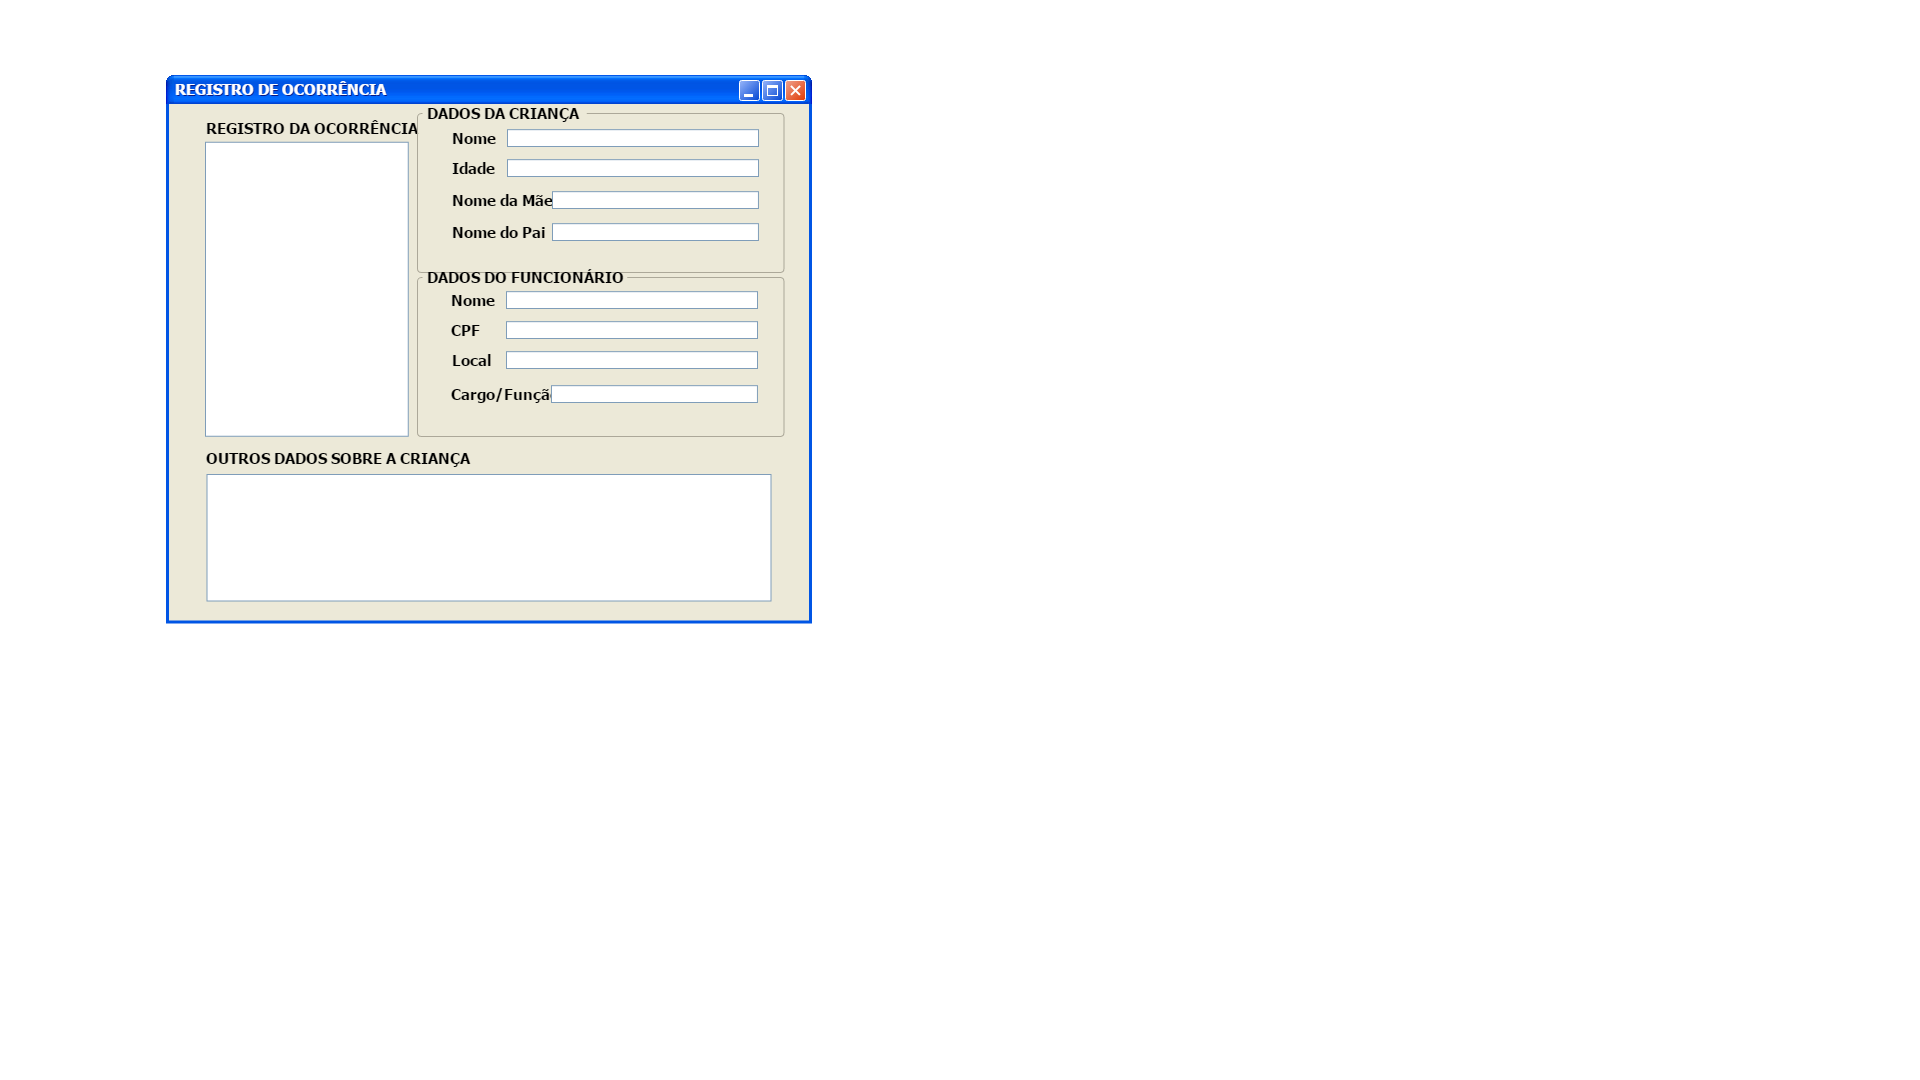 REGISTRO DE OCORRÊNCIA
REGISTRO DA OCORRÊNCIA
DADOS DA CRIANÇA
Nome
Idade
Nome da Mãe
Nome do Pai
DADOS DO FUNCIONÁRIO
Nome
CPF
Local
Cargo/Funçã
OUTROS DADOS SOBRE A CRIANÇA